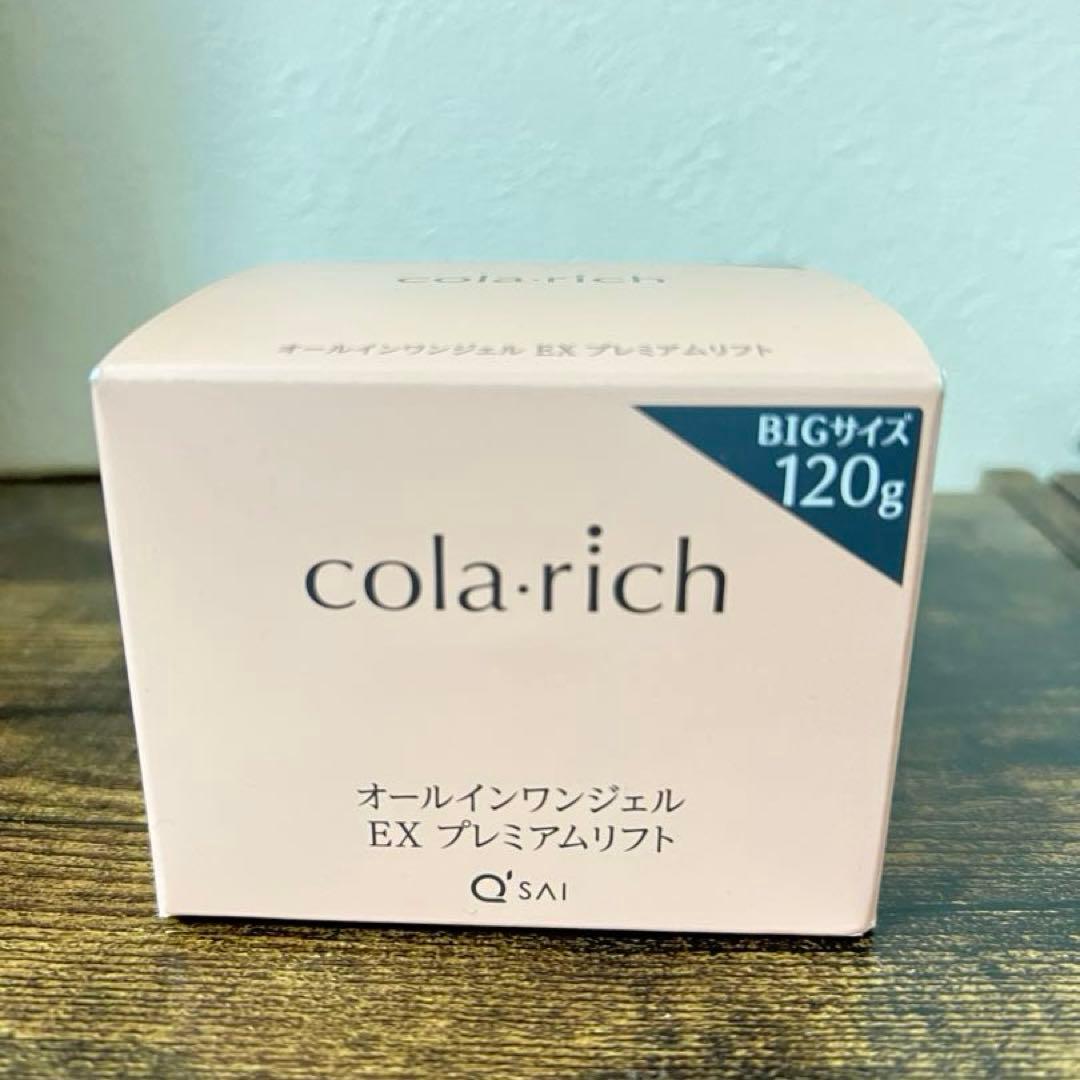 cola·rich
オールインワンジェル EX プレミアムリフト
BIGサイズ
120g
cola·rich
オールインワンジェル
EX プレミアムリフト
Q'SAI